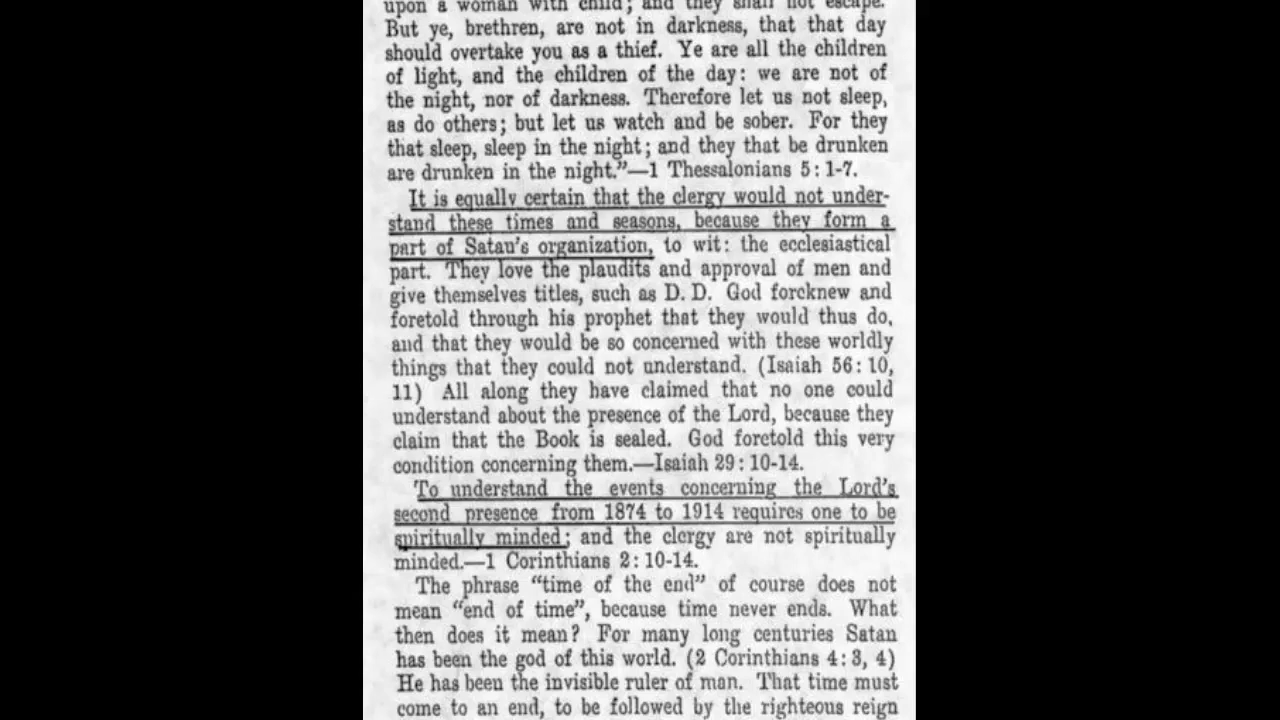 upon a woman with child; and they shall not escape.
But ye, brethren, are not in darkness, that that day
should overtake you as a thief. Ye are all the children
of light, and the children of the day: we are not of
the night, nor of darkness. Therefore let us not sleep,
as do others; but let us watch and be sober. For they
that sleep, sleep in the night; and they that be drunken
are drunken in the night.”—1 Thessalonians 5:1-7.
It is equally certain that the clergy would not under-
stand these times and seasons, because they form a
part of Satan's organization, to wit: the ecclesiastical
part. They love the plaudits and approval of men and
give themselves titles, such as D. D. God foreknew and
foretold through his prophet that they would thus do,
and that they would be so concerned with these worldly
things that they could not understand. (Isaiah 56:10,
11) All along they have claimed that no one could
understand about the presence of the Lord, because they
claim that the Book is sealed. God foretold this very
condition concerning them.—Isaiah 29:10-14.
To understand the events concerning the Lord's
second presence from 1874 to 1914 requires one to be
spiritually minded; and the clergy are not spiritually
minded.—1 Corinthians 2:10-14.
The phrase “time of the end” of course does not
mean “end of time”, because time never ends. What
then does it mean? For many long centuries Satan
has been the god of this world. (2 Corinthians 4:3, 4)
He has been the invisible ruler of man. That time must
come to an end, to be followed by the righteous reign